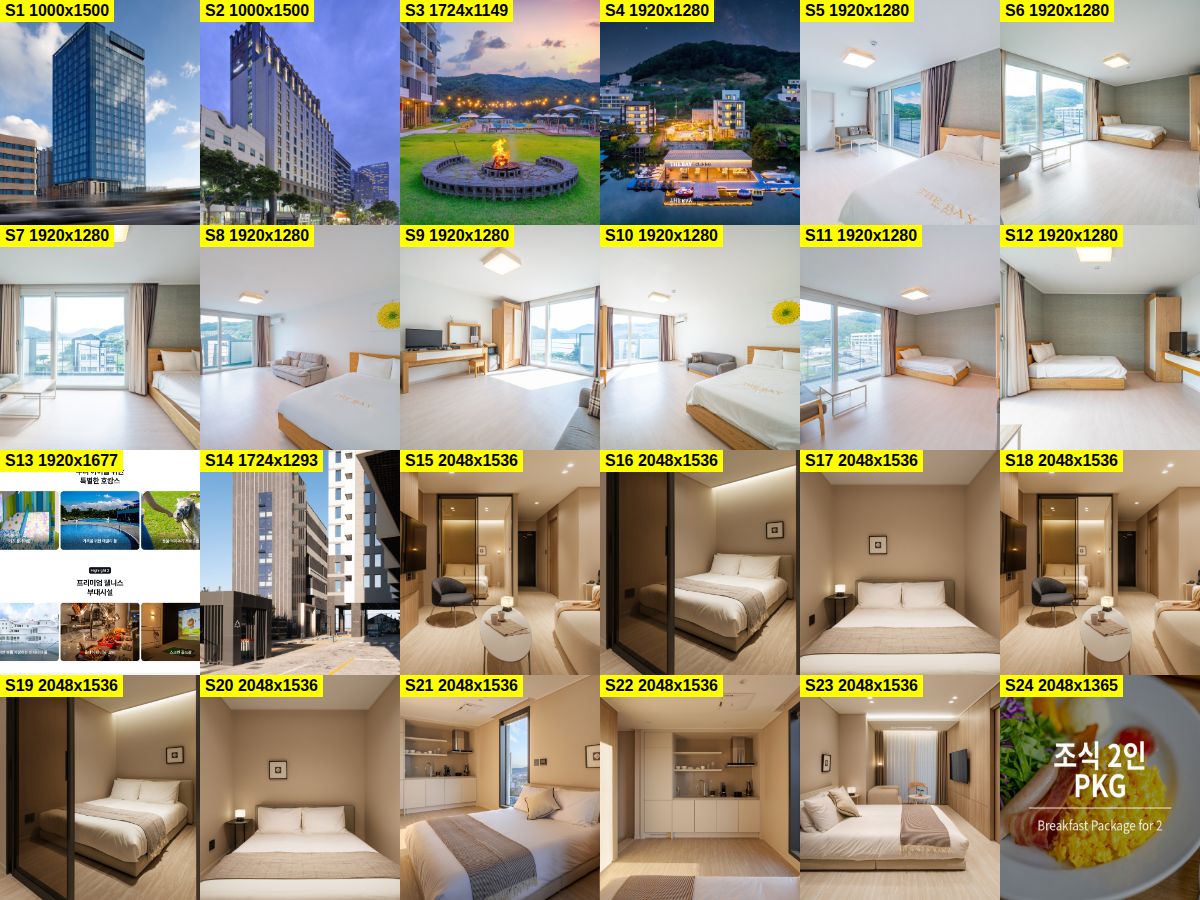 S1 1000x1500
S2 1000x1500
S3 1724x1149
S4 1920x1280
S5 1920x1280
S6 1920x1280
THE BAY
S7 1920x1280
S8 1920x1280
S9 1920x1280
S10 1920x1280
S11 1920x1280
S12 1920x1280
S13 1920x1677
특별한 호캉스
프리미엄 웰니스
부대시설
S14 1724x1293
S15 2048x1536
S16 2048x1536
S17 2048x1536
S18 2048x1536
S19 2048x1536
S20 2048x1536
S21 2048x1536
S22 2048x1536
S23 2048x1536
S24 2048x1365
조식 2인
PKG
Breakfast Package for 2